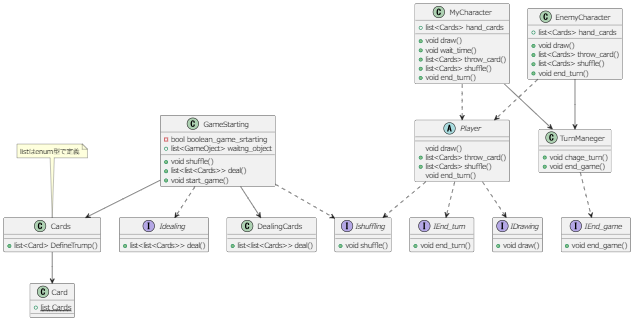 MyCharacter
list<Cards> hand_cards
void draw()
void wait_time()
list<Cards> throw_card()
list<Cards> shuffle()
void end_turn()
EnemyCharacter
list<Cards> hand_cards
void draw()
list<Cards> throw_card()
list<Cards> shuffle()
void end_turn()
GameStarting
bool boolean_game_srtarting
list<GameOject> waiting_object
void shuffle()
list<list<Cards>> deal()
void start_game()
Player
void draw()
list<Cards> throw_card()
list<Cards> shuffle()
void end_turn()
TurnManeger
void chage_turn()
void end_game()
listはenum型で定義
Cards
list<Card> DefineTrump()
Idealing
list<list<Cards>> deal()
DealingCards
list<list<Cards>> deal()
Ishuffling
void shuffle()
IEnd_turn
void end_turn()
IDrawing
void draw()
IEnd_game
void end_game()
Card
list Cards